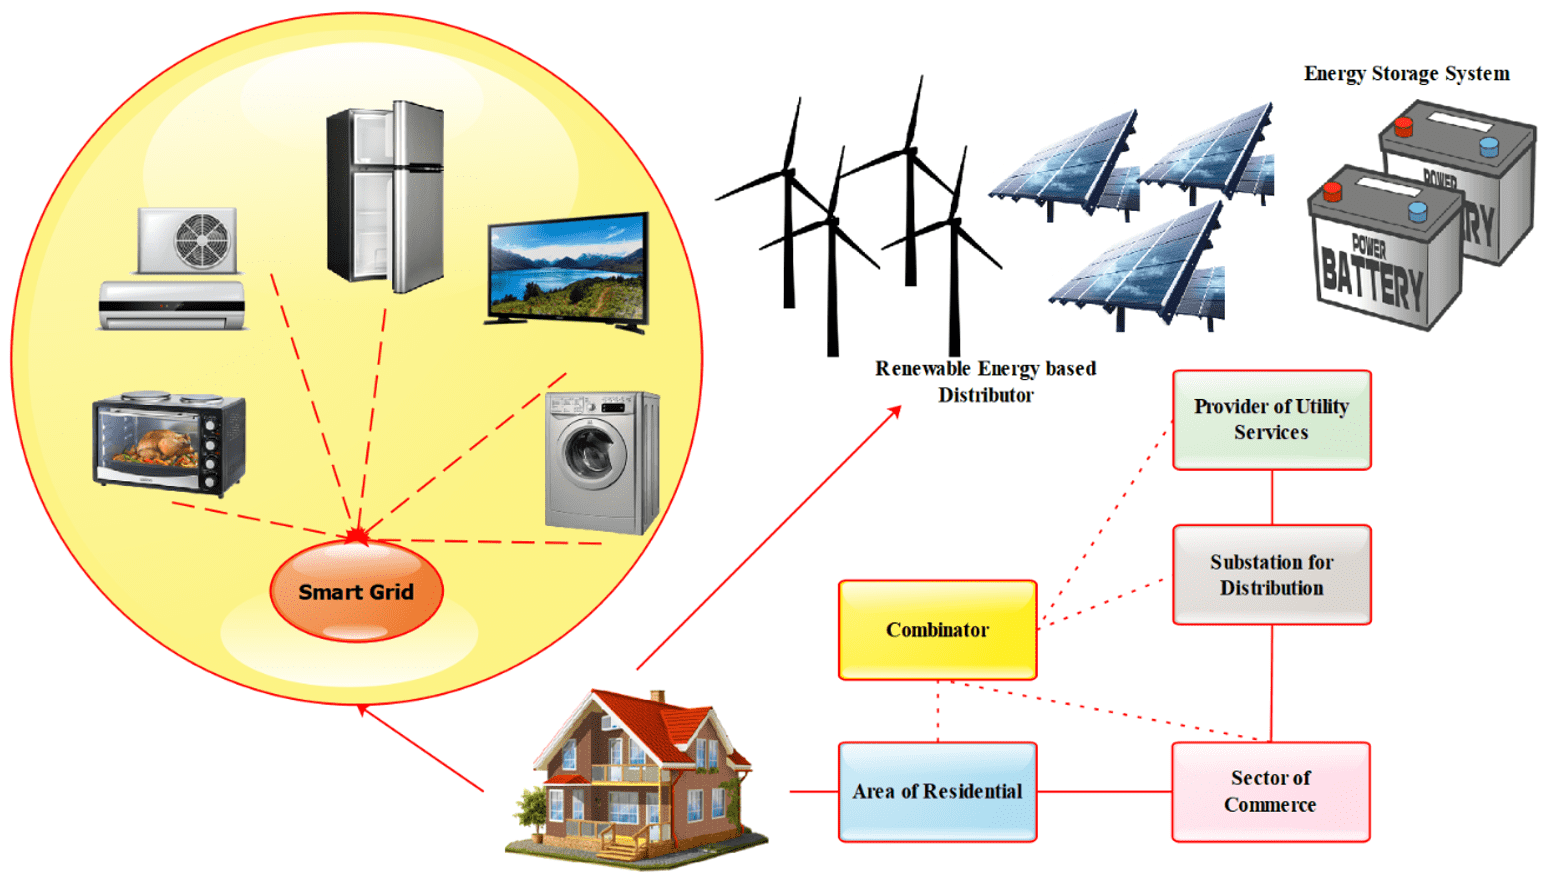 Energy Storage System
POWER
POWER
BATTERY
Renewable Energy based
Distributor
Provider of Utility
Services
Substation for
Distribution
Smart Grid
Combinator
Area of Residential
Sector of
Commerce